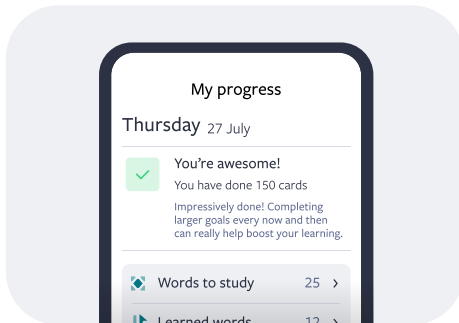 My progress
Thursday 27 July
You're awesome!
You have done 150 cards
Impressively done! Completing
larger goals every now and then
can really help boost your learning.
Words to study 25
Learned words 12